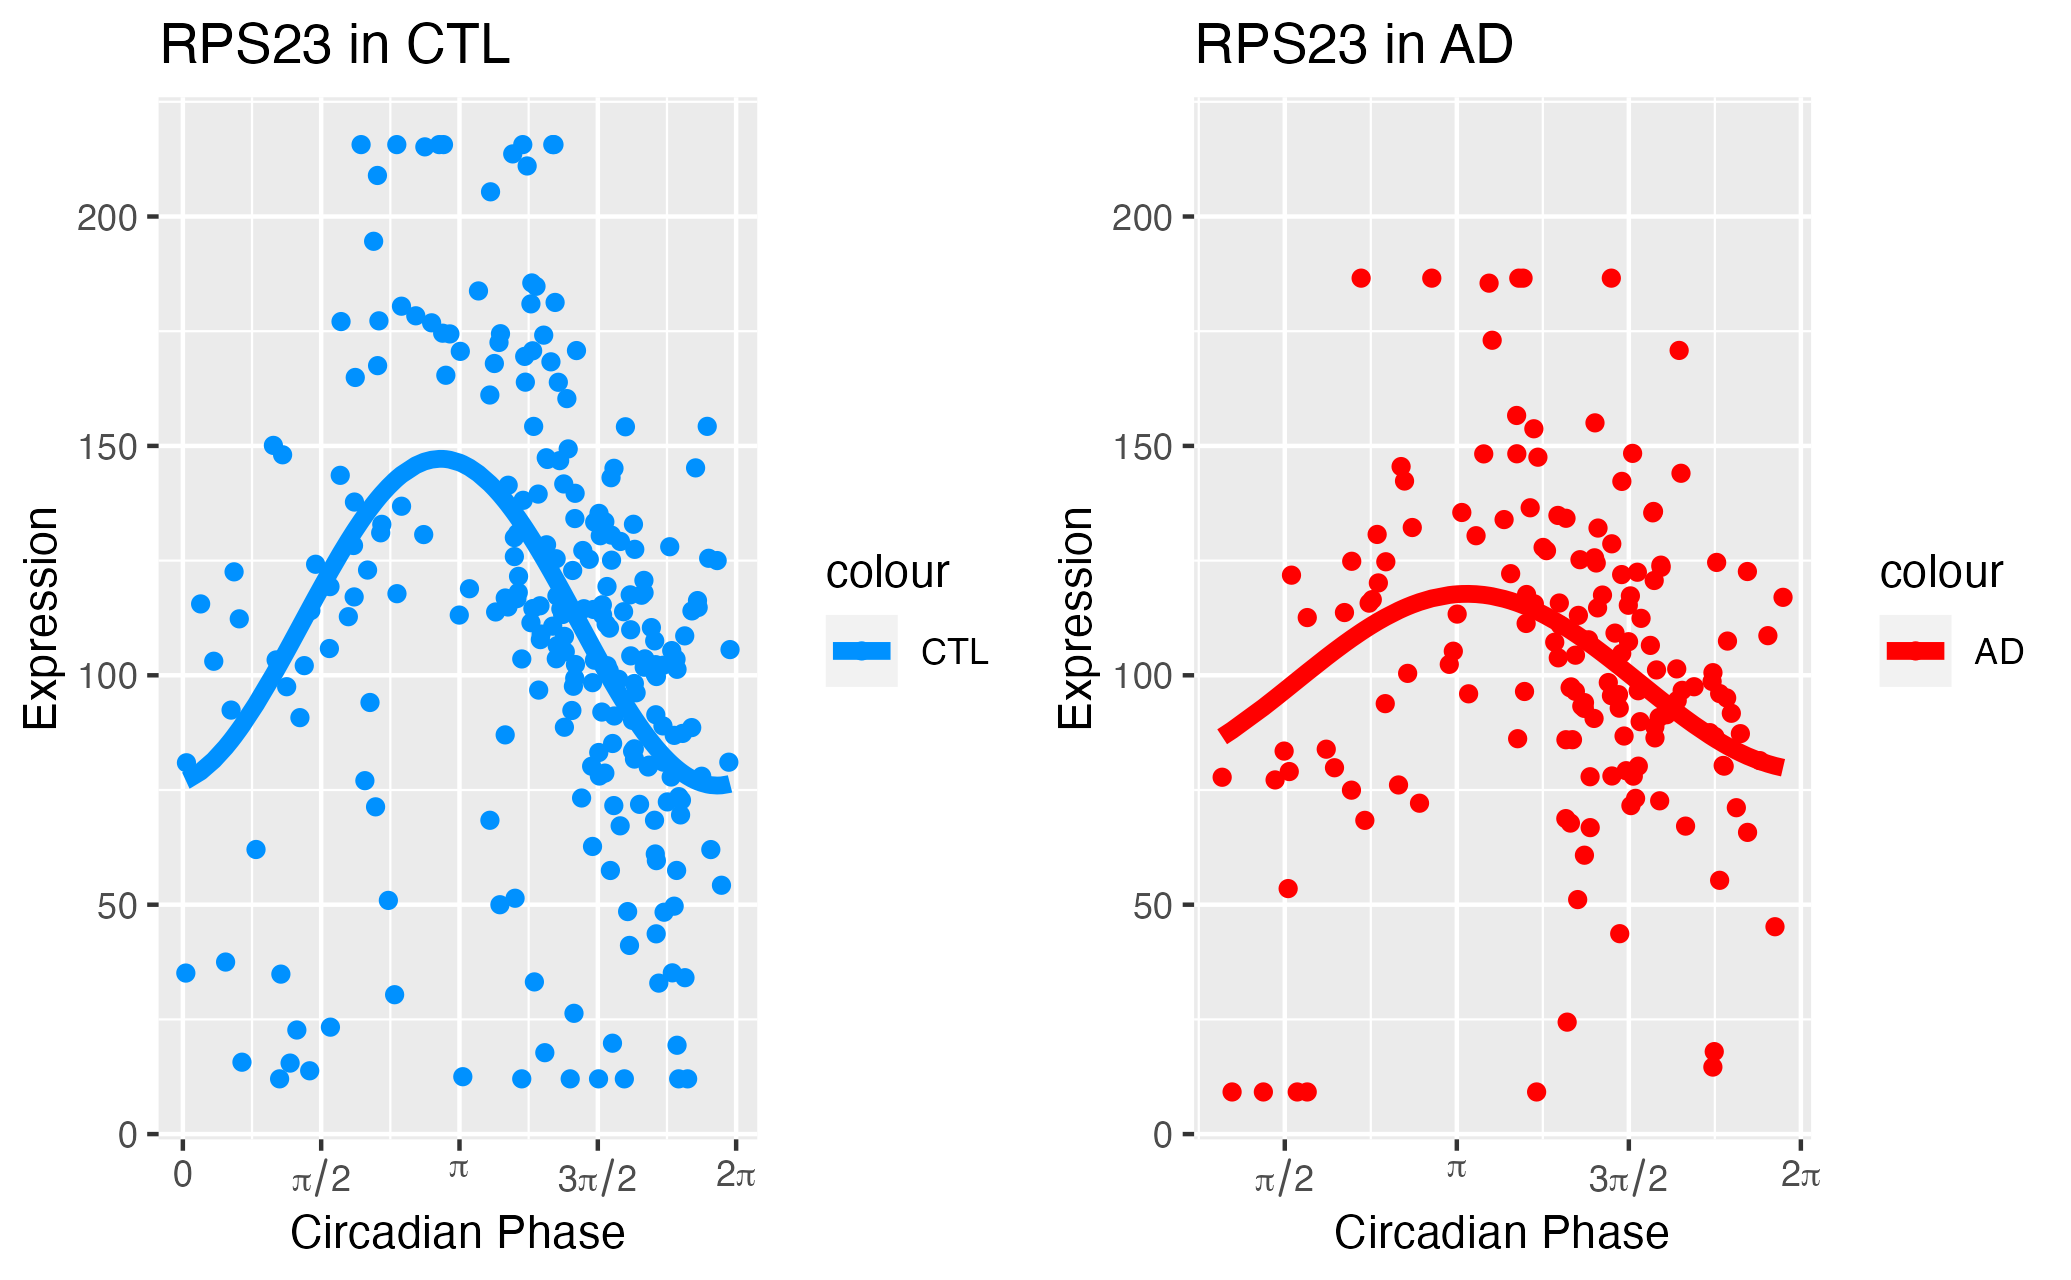 RPS23 in CTL
Expression
200
150
100
50
0
0 π/2 π 3π/2 2π
Circadian Phase
colour
CTL
RPS23 in AD
Expression
200
150
100
50
0
π/2 π 3π/2 2π
Circadian Phase
colour
AD